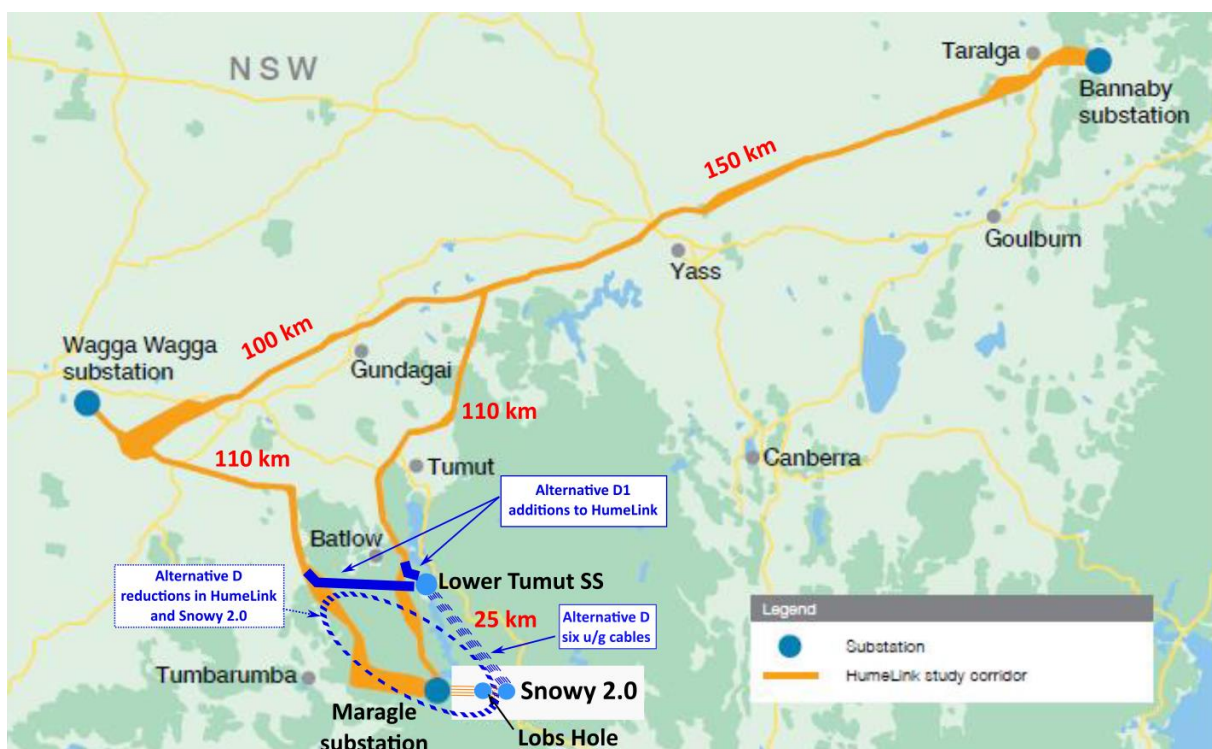 NSW
Taralga
Bannaby
substation
150 km
Goulburn
Yass
Wagga Wagga
substation
100 km
Gundagai
110 km
110 km
Tumut
Canberra
Alternative D1
additions to HumeLink
Batlow
Alternative D
reductions in HumeLink
and Snowy 2.0
Lower Tumut SS
25 km
Alternative D
six u/g cables
Legend
Substation
HumeLink study corridor
Tumbarumba
Snowy 2.0
Maragle
substation
Lobs Hole